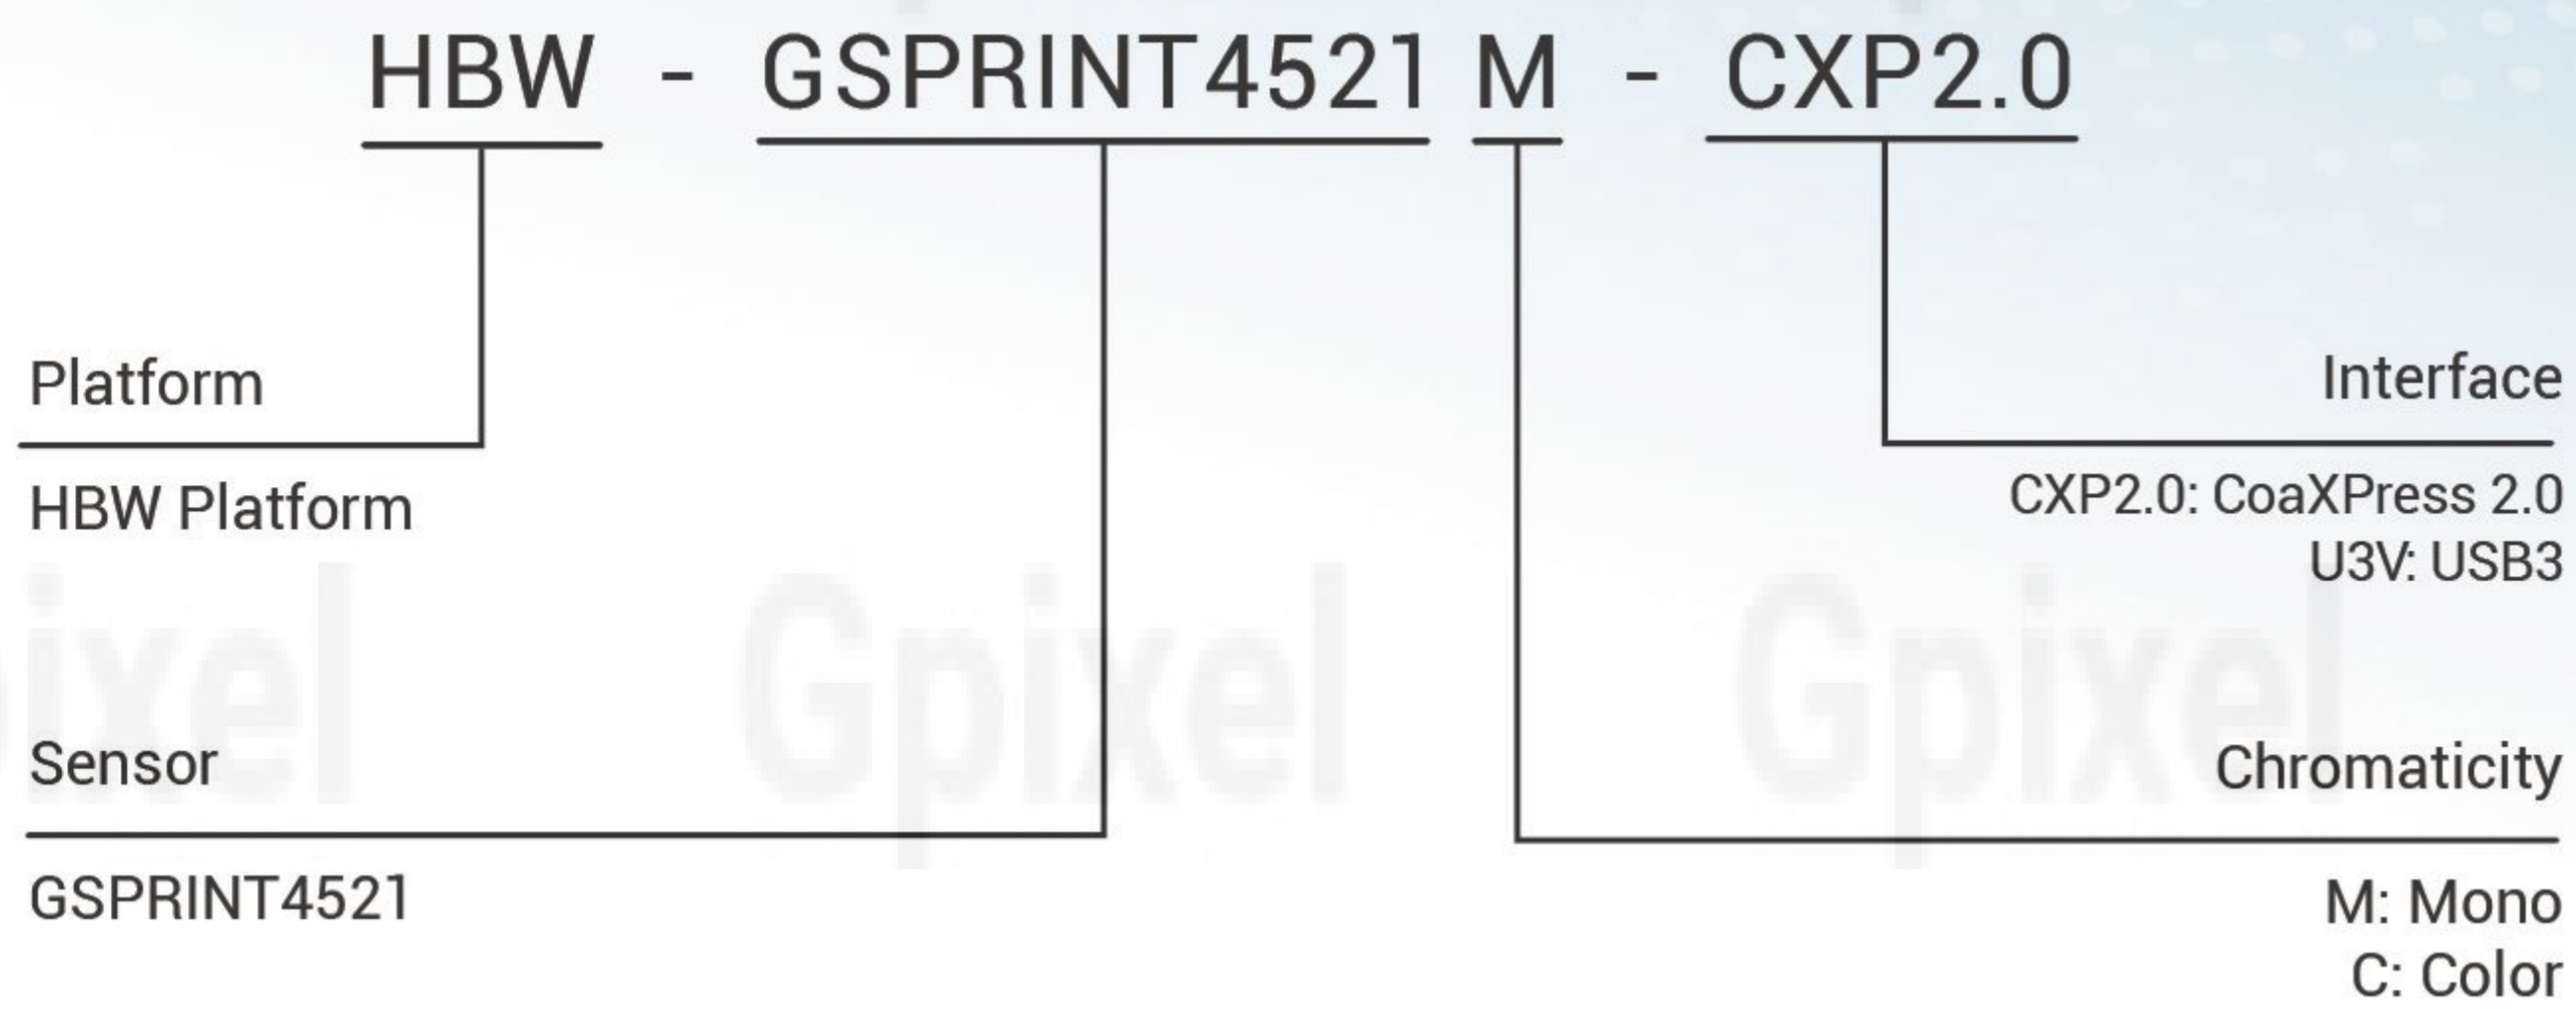 HBW - GSPRINT4521 M - CXP2.0
Platform
HBW Platform
Interface
CXP2.0: CoaXPress 2.0
U3V: USB3
Sensor
GSPRINT4521
Chromaticity
M: Mono
C: Color
ixel
Gpixel
Gpixel